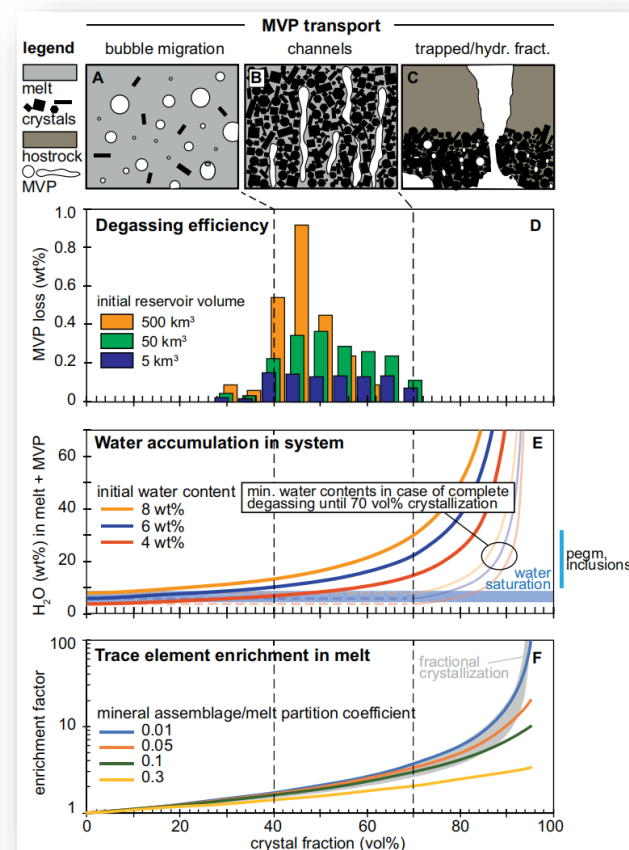 MVP transport
legend
bubble migration
channels
trapped/hydr. fract.
melt
crystals
hostrock
MVP
A
B
C
Degassing efficiency
D
MVP loss (wt%)
1.0
0.8
0.6
0.4
0.2
0
initial reservoir volume
500 km³
50 km³
5 km³
Water accumulation in system
E
H₂O (wt%) in melt + MVP
60
40
20
0
initial water content
8 wt%
6 wt%
4 wt%
min. water contents in case of complete
degassing until 70 vol% crystallization
water
saturation
pegm.
inclusions
Trace element enrichment in melt
F
enrichment factor
100
10
1
fractional
crystallization
mineral assemblage/melt partition coefficient
0.01
0.05
0.1
0.3
0
20
40
60
80
100
crystal fraction (vol%)